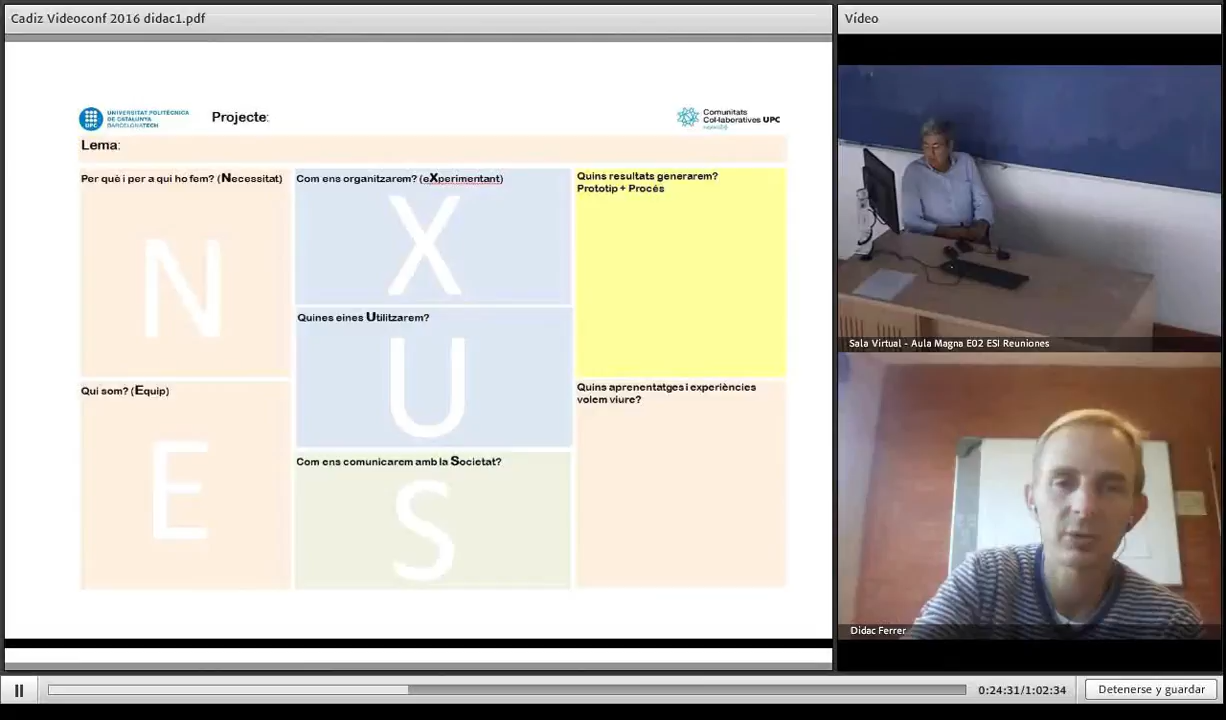 Cadiz Videoconf 2016 didac1.pdf
Vídeo
UNIVERSITAT POLITÈCNICA
DE CATALUNYA
BARCELONATECH
UPC
Projecte:
Comunitats
Col·laboratives UPC
Lema:
Per què i per a qui ho fem? (Necessitat)
N
Com ens organitzarem? (eXperimentant)
X
Quins resultats generarem?
Prototip + Procés
Quines eines Utilitzarem?
U
Qui som? (Equip)
E
Quins aprenentatges i experiències
volem viure?
Com ens comunicarem amb la Societat?
S
Sala Virtual - Aula Magna E02 ESI Reuniones
Didac Ferrer
0:24:31/1:02:34
Detenerse y guardar